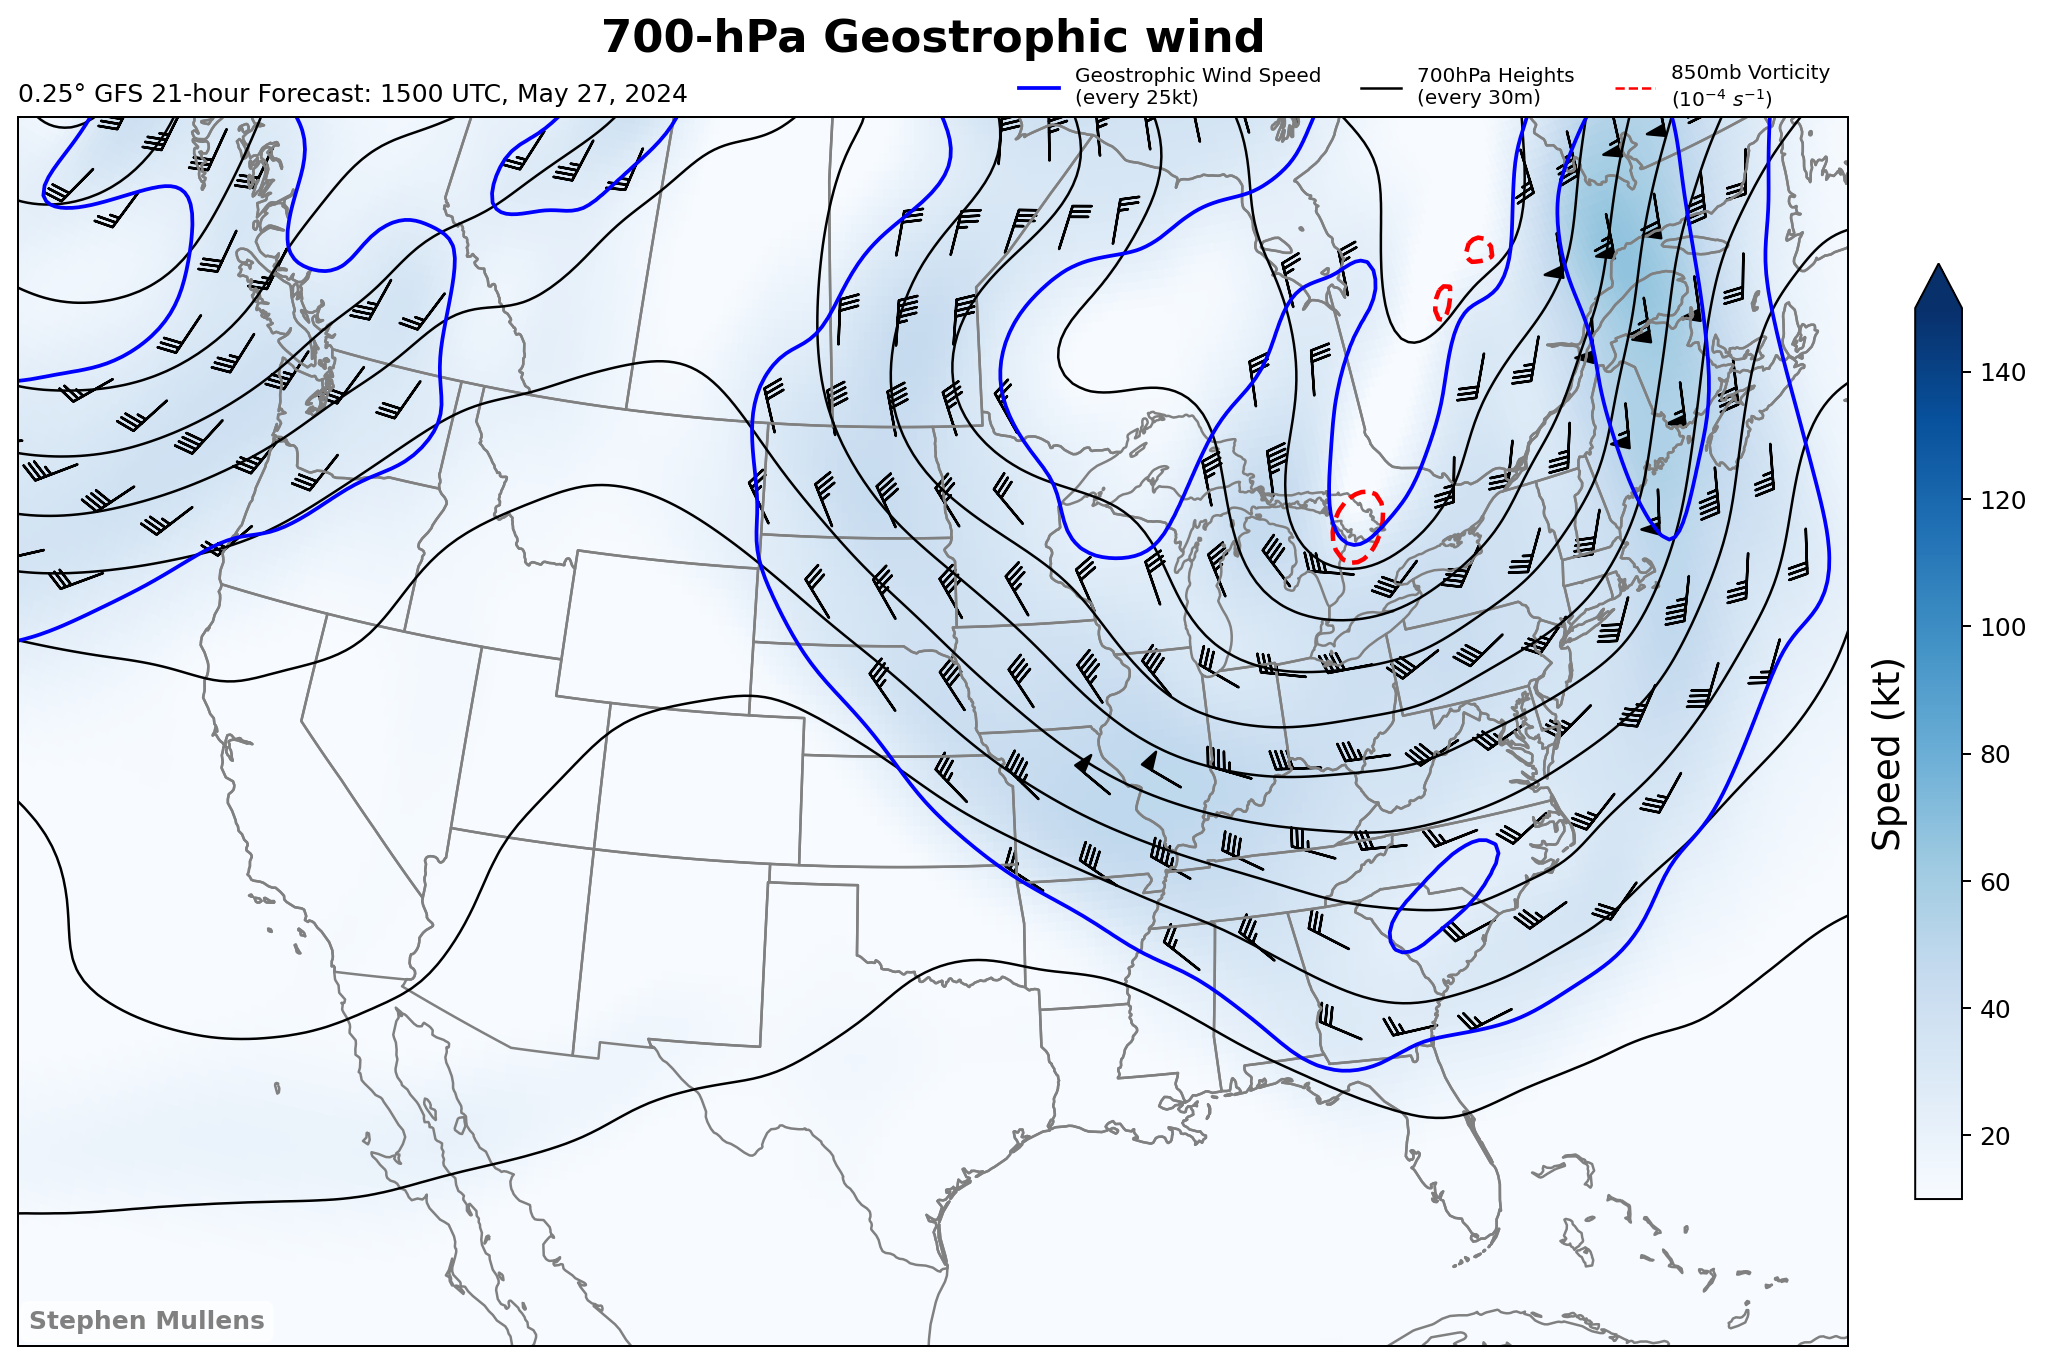 700-hPa Geostrophic wind
0.25° GFS 21-hour Forecast: 1500 UTC, May 27, 2024
Geostrophic Wind Speed
(every 25kt)
700hPa Heights
(every 30m)
850mb Vorticity
(10⁻⁴ s⁻¹)
140
120
100
80
60
40
20
Speed (kt)
Stephen Mullens